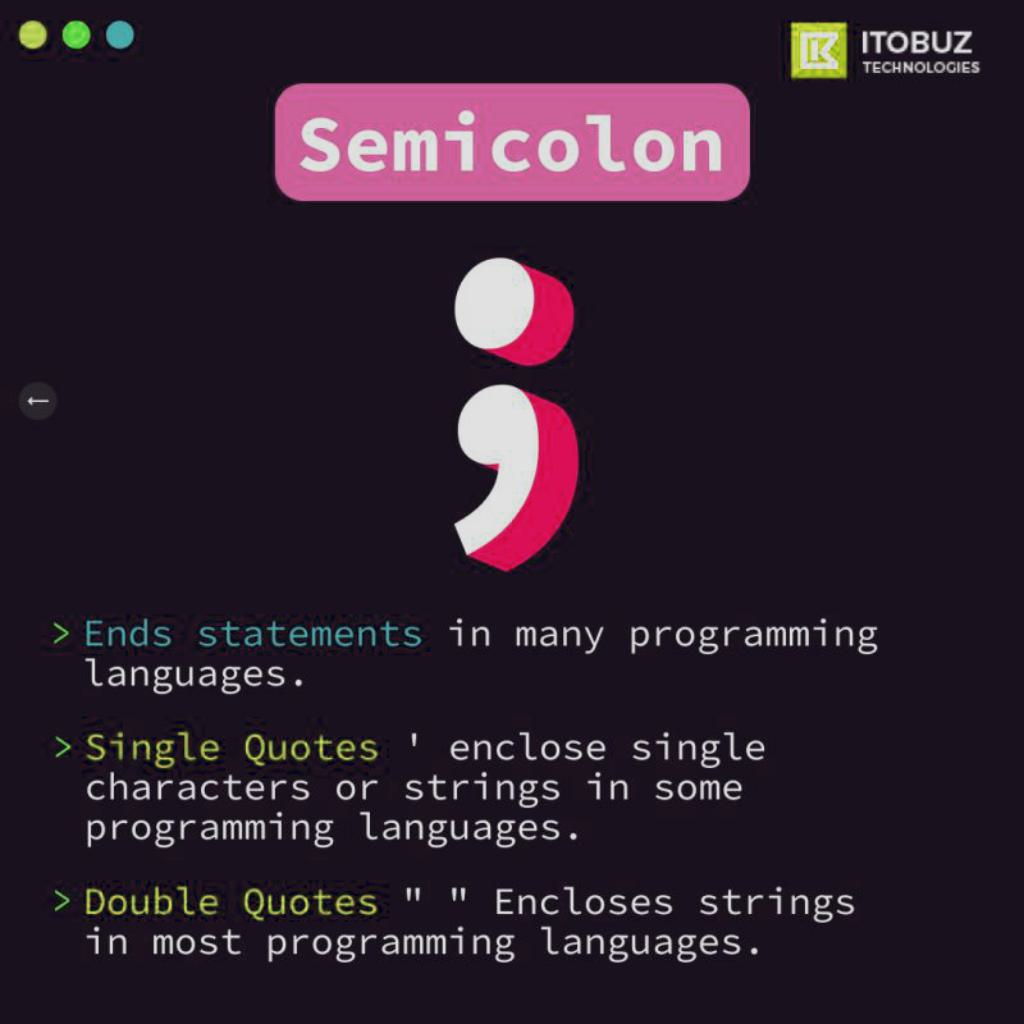 ITOBUZ
TECHNOLOGIES
Semicolon
;
> Ends statements in many programming
languages.
> Single Quotes ' enclose single
characters or strings in some
programming languages.
> Double Quotes " " Encloses strings
in most programming languages.